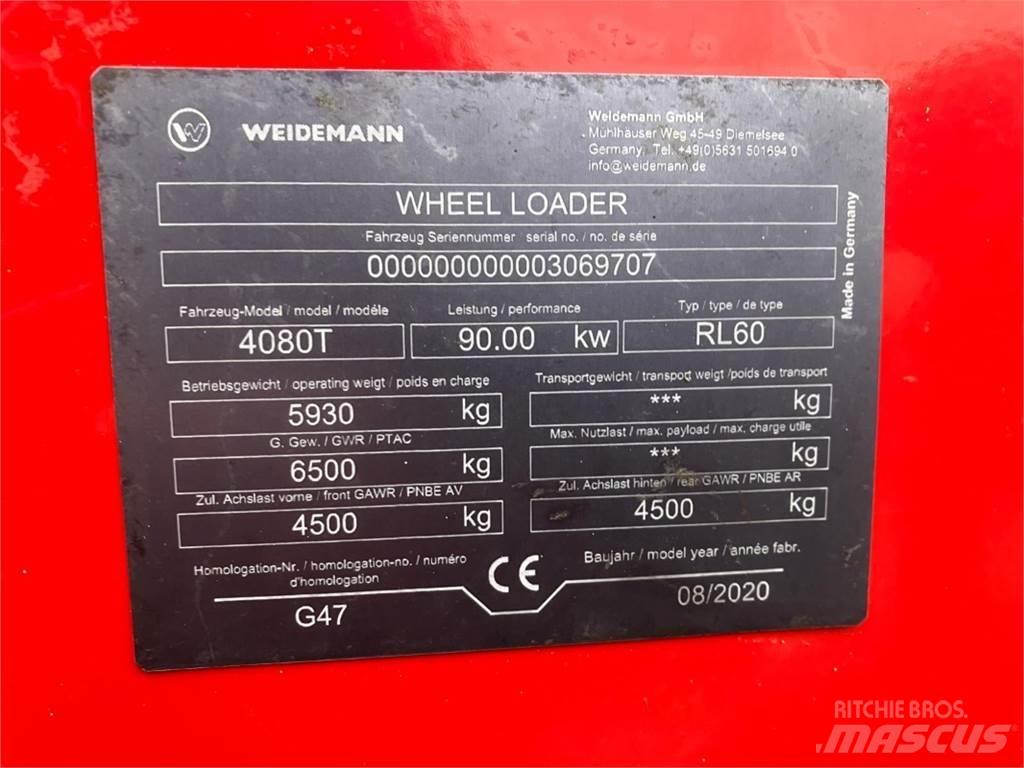 WEIDEMANN
Weidemann GmbH
Mühlhäuser Weg 45-49 Diemelsee
Germany, Tel. +49(0)5631 501694 0
info@weidemann.de
WHEEL LOADER
Fahrzeug Seriennummer serial no. / no. de série
000000000003069707
Made in Germany
Fahrzeug-Model / model / modéle
Leistung / performance
Typ / type / de type
4080T
90.00 kw
RL60
Betriebsgewicht / operating weigt / poids en charge
Transportgewicht / transport weigt /poids de transport
5930 kg
*** kg
G. Gew. / GWR / PTAC
Max. Nutzlast / max. payload / max. charge utile
6500 kg
*** kg
Zul. Achslast vorne / front GAWR / PNBE AV
Zul. Achslast hinten / rear GAWR / PNBE AR
4500 kg
4500 kg
Homologation-Nr. / homologation-no. / numéro
d'homologation
CE
Baujahr / model year / année fabr.
G47
08/2020
RITCHIE BROS.
MASCUS